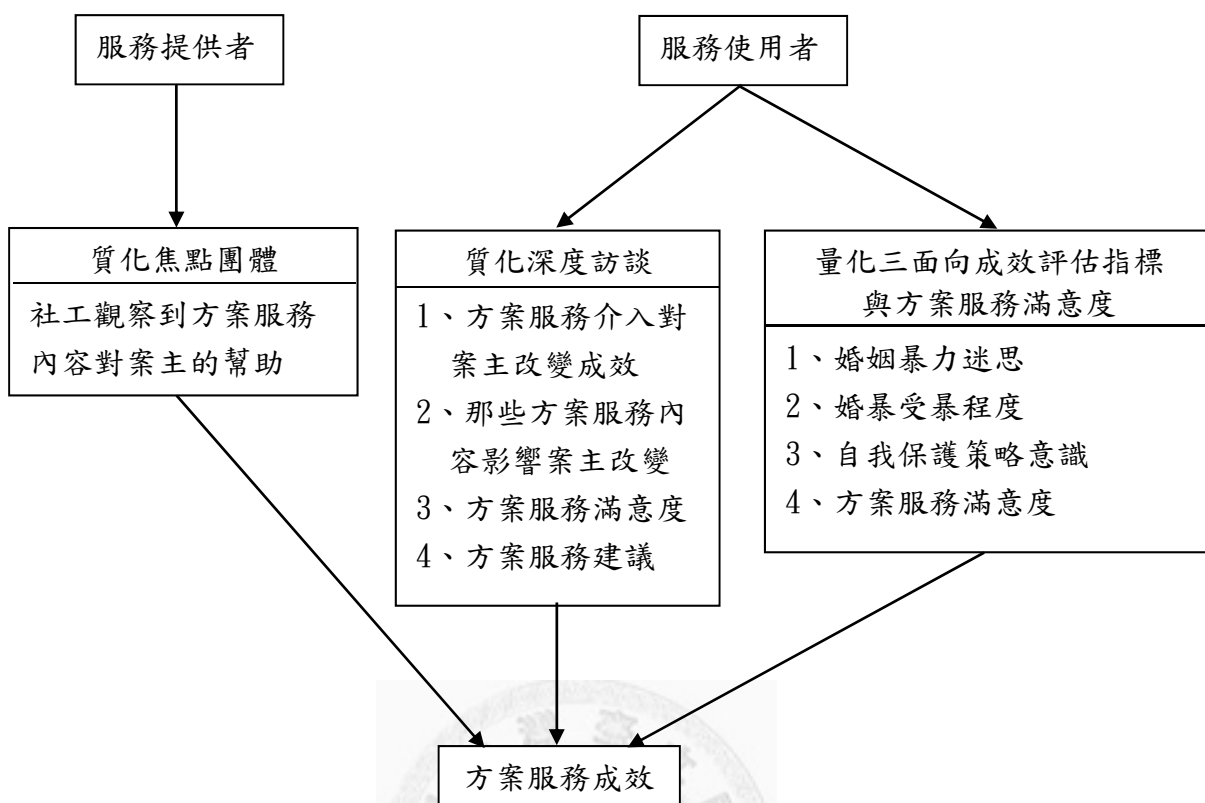 服務提供者
服務使用者
質化焦點團體
社工觀察到方案服務
內容對案主的幫助
質化深度訪談
1、方案服務介入對
案主改變成效
2、那些方案服務內
容影響案主改變
3、方案服務滿意度
4、方案服務建議
量化三面向成效評估指標
與方案服務滿意度
1、婚姻暴力迷思
2、婚暴受暴程度
3、自我保護策略意識
4、方案服務滿意度
方案服務成效